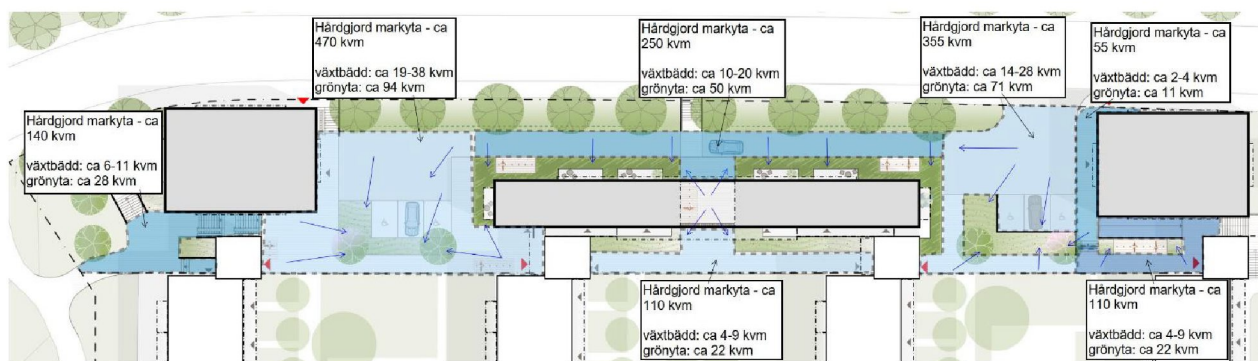 Hårdgjord markyta - ca
140 kvm
växtbädd: ca 6-11 kvm
grönyta: ca 28 kvm
Hårdgjord markyta - ca
470 kvm
växtbädd: ca 19-38 kvm
grönyta: ca 94 kvm
Hårdgjord markyta - ca
250 kvm
växtbädd: ca 10-20 kvm
grönyta: ca 50 kvm
Hårdgjord markyta - ca
355 kvm
växtbädd: ca 14-28 kvm
grönyta: ca 71 kvm
Hårdgjord markyta - ca
55 kvm
växtbädd: ca 2-4 kvm
grönyta: ca 11 kvm
Hårdgjord markyta - ca
110 kvm
växtbädd: ca 4-9 kvm
grönyta: ca 22 kvm
Hårdgjord markyta - ca
110 kvm
växtbädd: ca 4-9 kvm
grönyta: ca 22 kvm